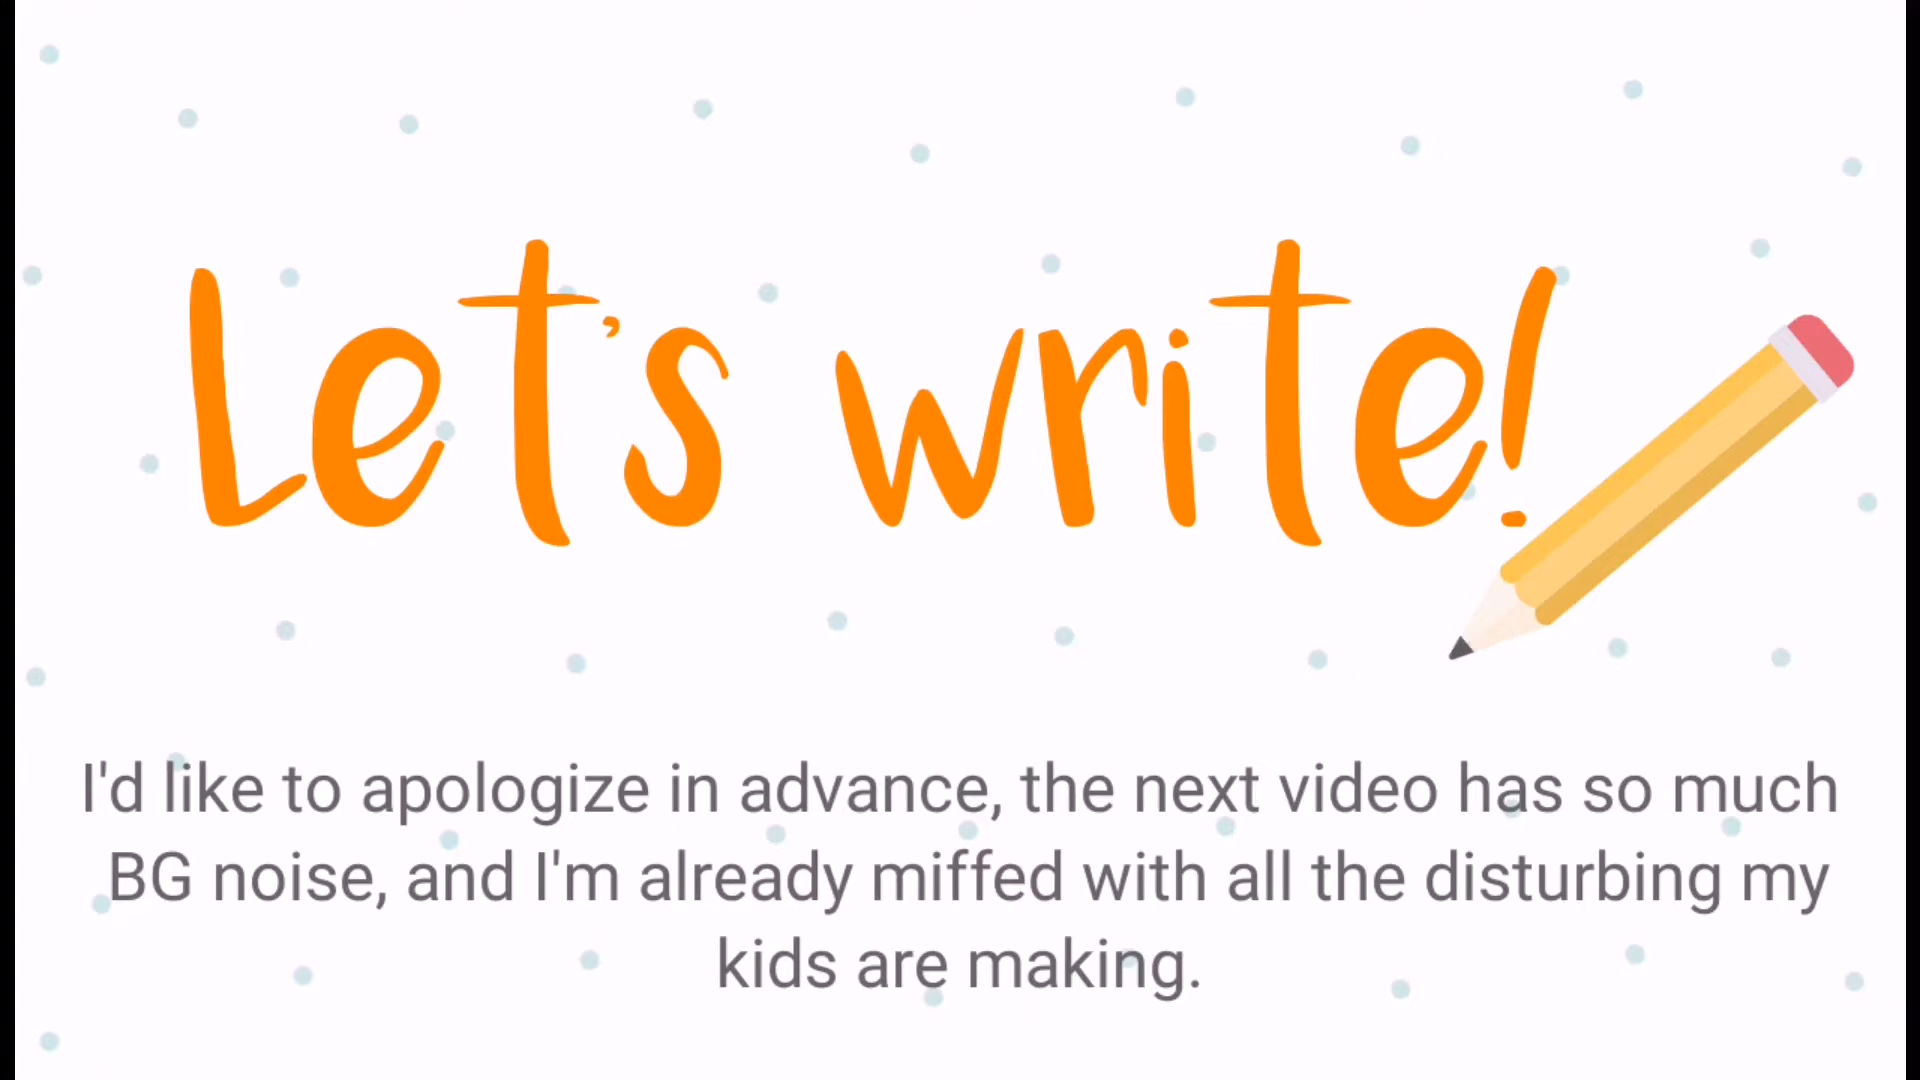 Let's write!
I'd like to apologize in advance, the next video has so much
BG noise, and I'm already miffed with all the disturbing my
kids are making.